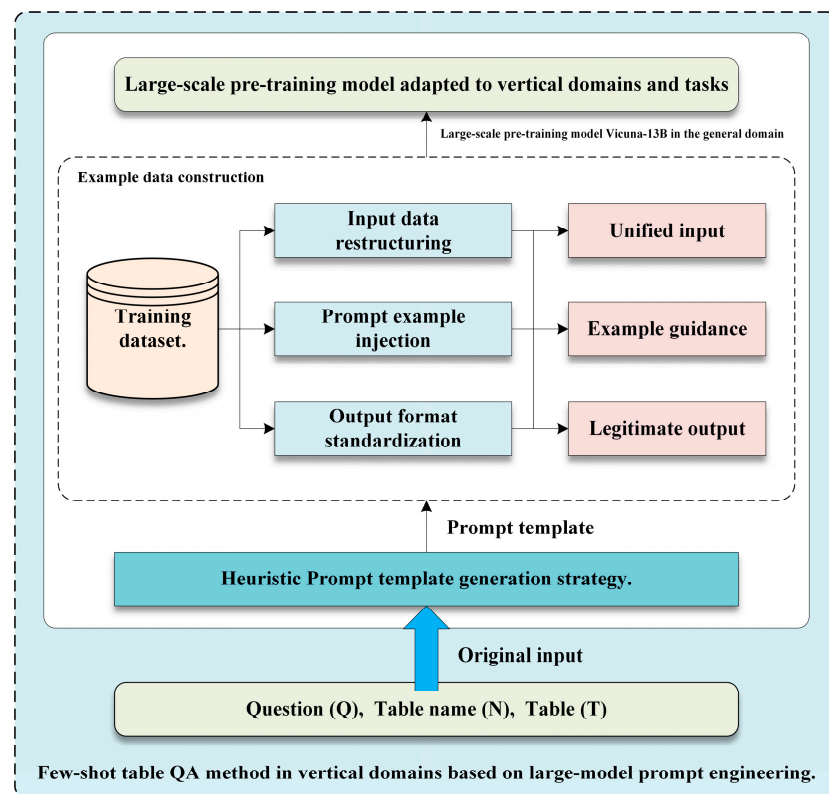 Large-scale pre-training model adapted to vertical domains and tasks
Large-scale pre-training model Vicuna-13B in the general domain
Example data construction
Training
dataset.
Input data
restructuring
Unified input
Prompt example
injection
Example guidance
Output format
standardization
Legitimate output
Prompt template
Heuristic Prompt template generation strategy.
Original input
Question (Q), Table name (N), Table (T)
Few-shot table QA method in vertical domains based on large-model prompt engineering.